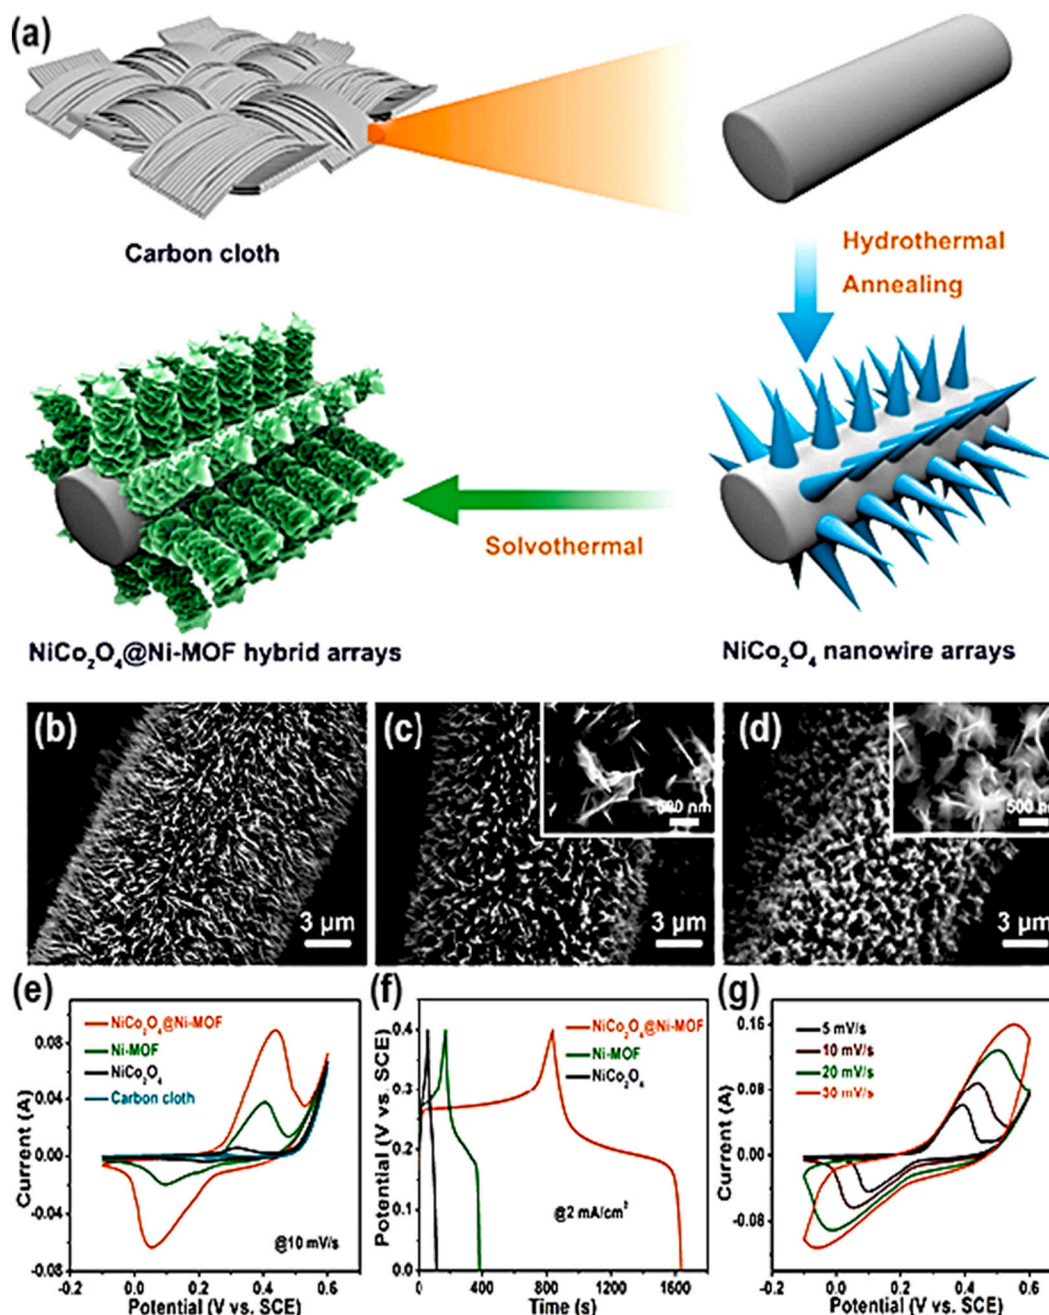 (a)
Carbon cloth
Hydrothermal
Annealing
Solvothermal
NiCo₂O₄@Ni-MOF hybrid arrays
NiCo₂O₄ nanowire arrays
(b)
3 µm
(c)
500 nm
3 µm
(d)
500 nm
3 µm
(e)
NiCo₂O₄@Ni-MOF
Ni-MOF
NiCo₂O₄
Carbon cloth
@10 mV/s
0.08
0.04
0.00
-0.04
-0.08
Current (A)
0.2 0.0 0.2 0.4 0.6
Potential (V vs. SCE)
(f)
NiCo₂O₄@Ni-MOF
Ni-MOF
NiCo₂O₄
@2 mA/cm²
0.4
0.3
0.2
0.1
0.0
Potential (V vs. SCE)
0 400 800 1200 1600
Time (s)
(g)
5 mV/s
10 mV/s
20 mV/s
30 mV/s
0.16
0.08
0.00
-0.08
Current (A)
0.2 0.0 0.2 0.4 0.6
Potential (V vs. SCE)